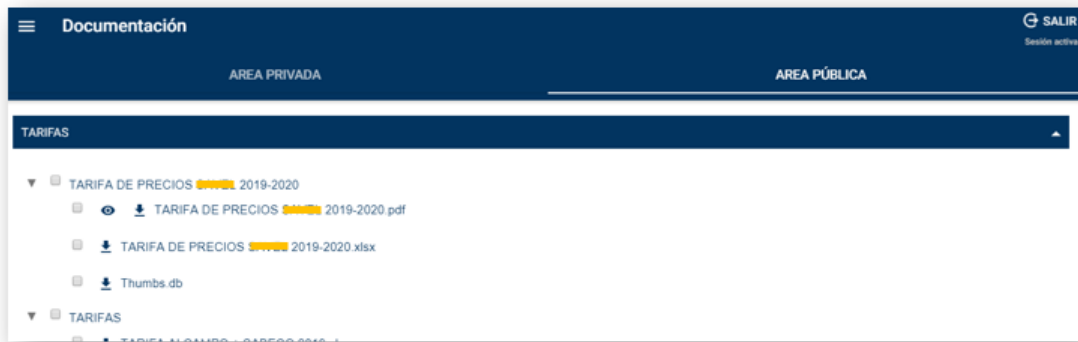 Documentación
SALIR
Sesión activa
AREA PRIVADA
AREA PÚBLICA
TARIFAS
TARIFA DE PRECIOS 2019-2020
TARIFA DE PRECIOS 2019-2020.pdf
TARIFA DE PRECIOS 2019-2020.xlsx
Thumbs.db
TARIFAS